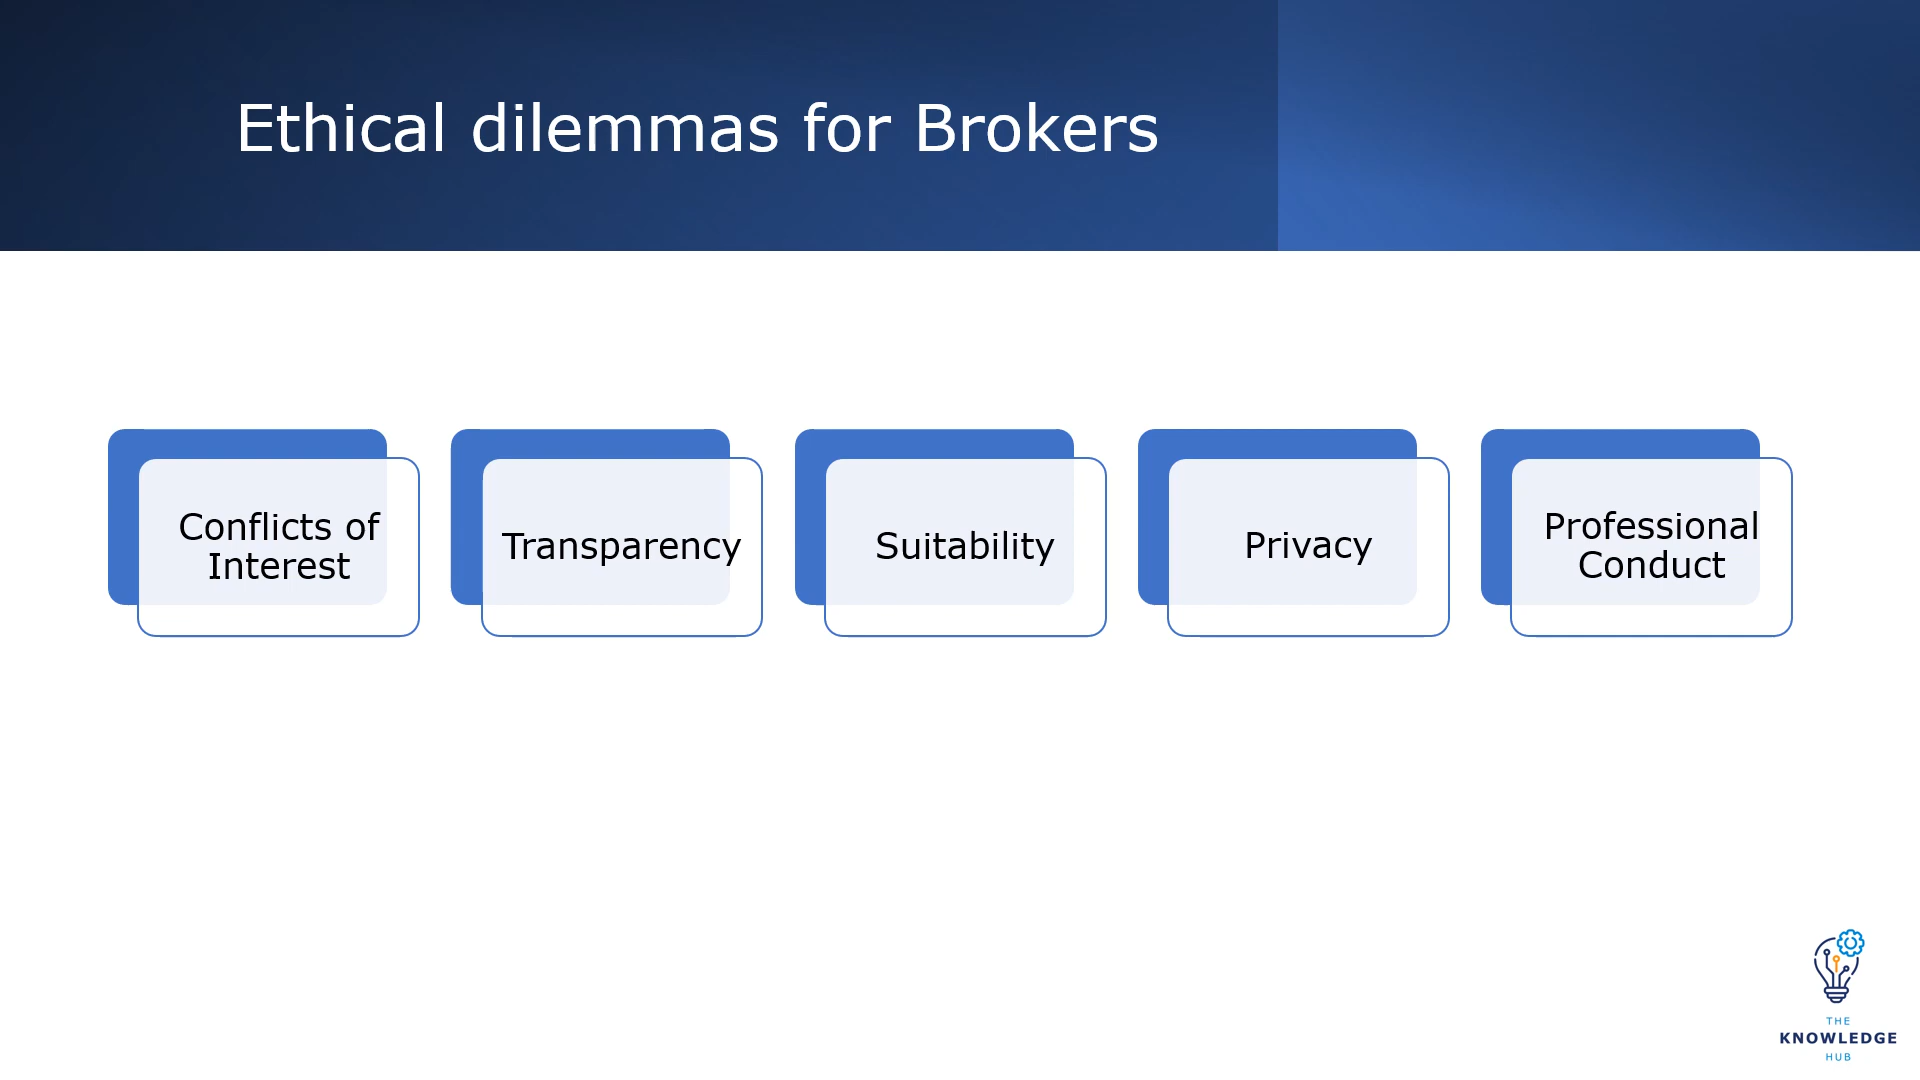 Ethical dilemmas for Brokers
Conflicts of
Interest
Transparency
Suitability
Privacy
Professional
Conduct
THE
KNOWLEDGE
HUB